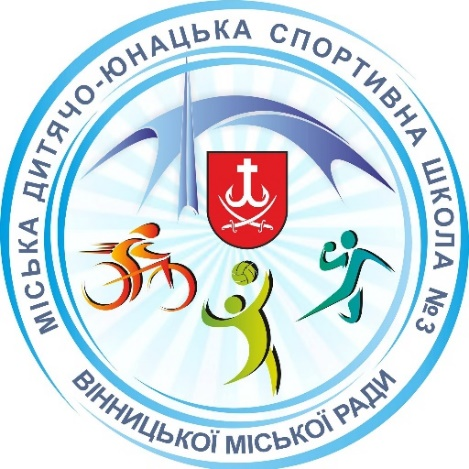 МІСЬКА ДИТЯЧО-ЮНАЦЬКА СПОРТИВНА ШКОЛА №3
ВІННИЦЬКОЇ МІСЬКОЇ РАДИ